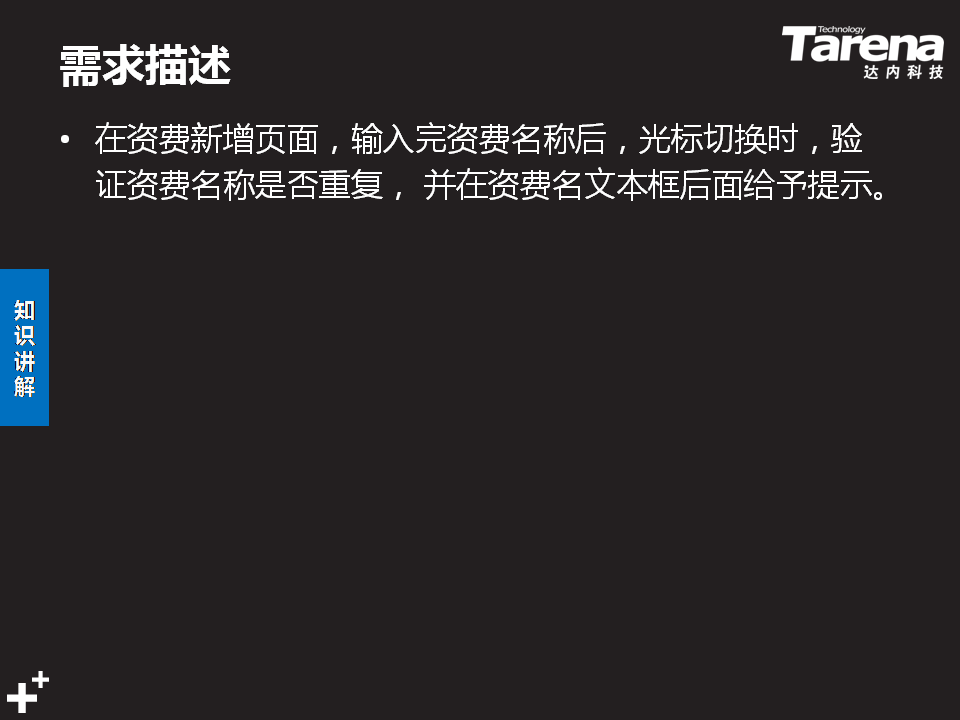 需求描述
Technology
Tarena
达内科技
• 在资费新增页面，输入完资费名称后，光标切换时，验
证资费名称是否重复， 并在资费名文本框后面给予提示。
知
识
讲
解